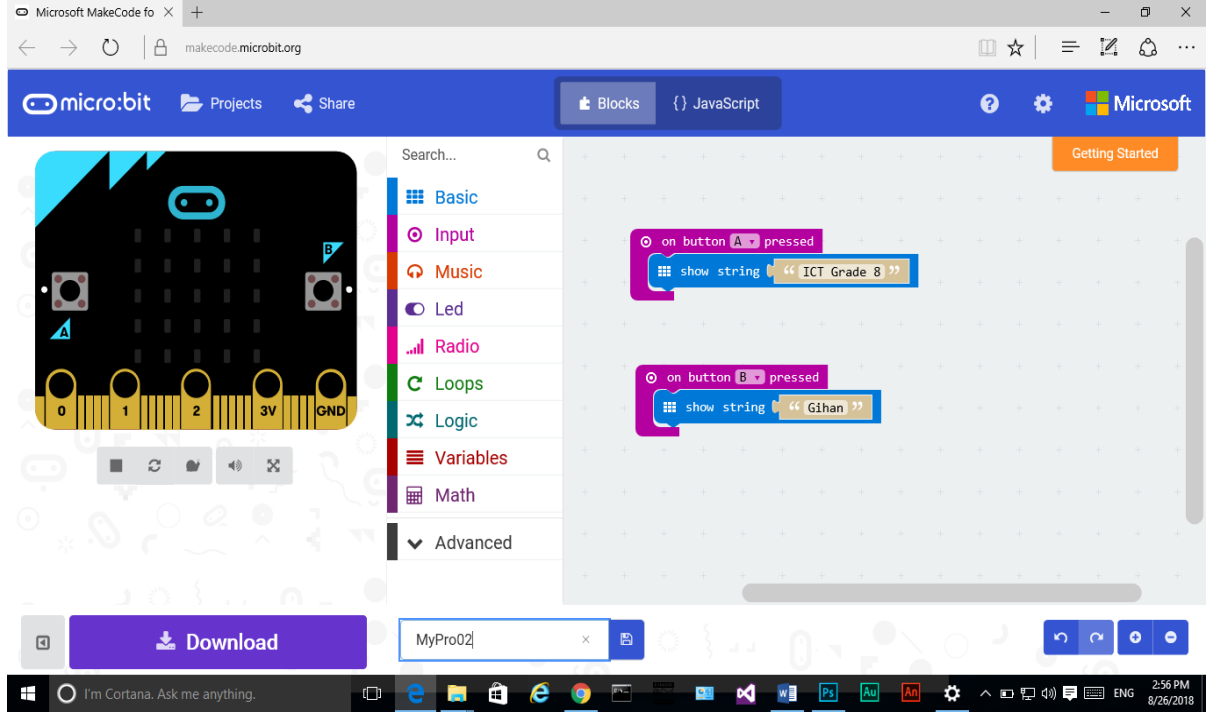 Microsoft MakeCode fo
makecode.microbit.org
micro:bit Projects Share Blocks {} JavaScript Microsoft
Search...
Getting Started
Basic
Input
Music
Led
Radio
Loops
Logic
Variables
Math
Advanced
on button A pressed
show string “ ICT Grade 8 ”
on button B pressed
show string “ Gihan ”
B
A
0 1 2 3V GND
Download
MyPro02
I'm Cortana. Ask me anything.
Ps Au An
ENG
2:56 PM
8/26/2018